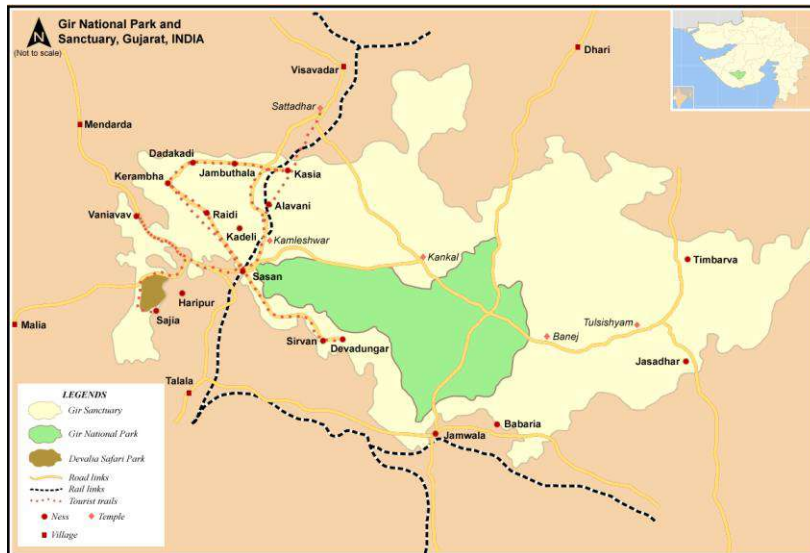 Gir National Park and
Sanctuary, Gujarat, INDIA
N
(Not to scale)
Dhari
Visavadar
Sattadhar
Mendarda
Dadakadi
Jambuthala
Kasia
Kerambha
Alavani
Vaniavav
Raidi
Kadeli
Kamleshwar
Kankal
Timbarva
Sasan
Haripur
Sajia
Malia
Tulsishyam
Banej
Sirvan
Devadungar
Jasadhar
Talala
Babaria
Jamwala
LEGENDS
Gir Sanctuary
Gir National Park
Devalia Safari Park
Road links
Rail links
Tourist trails
Ness
Temple
Village